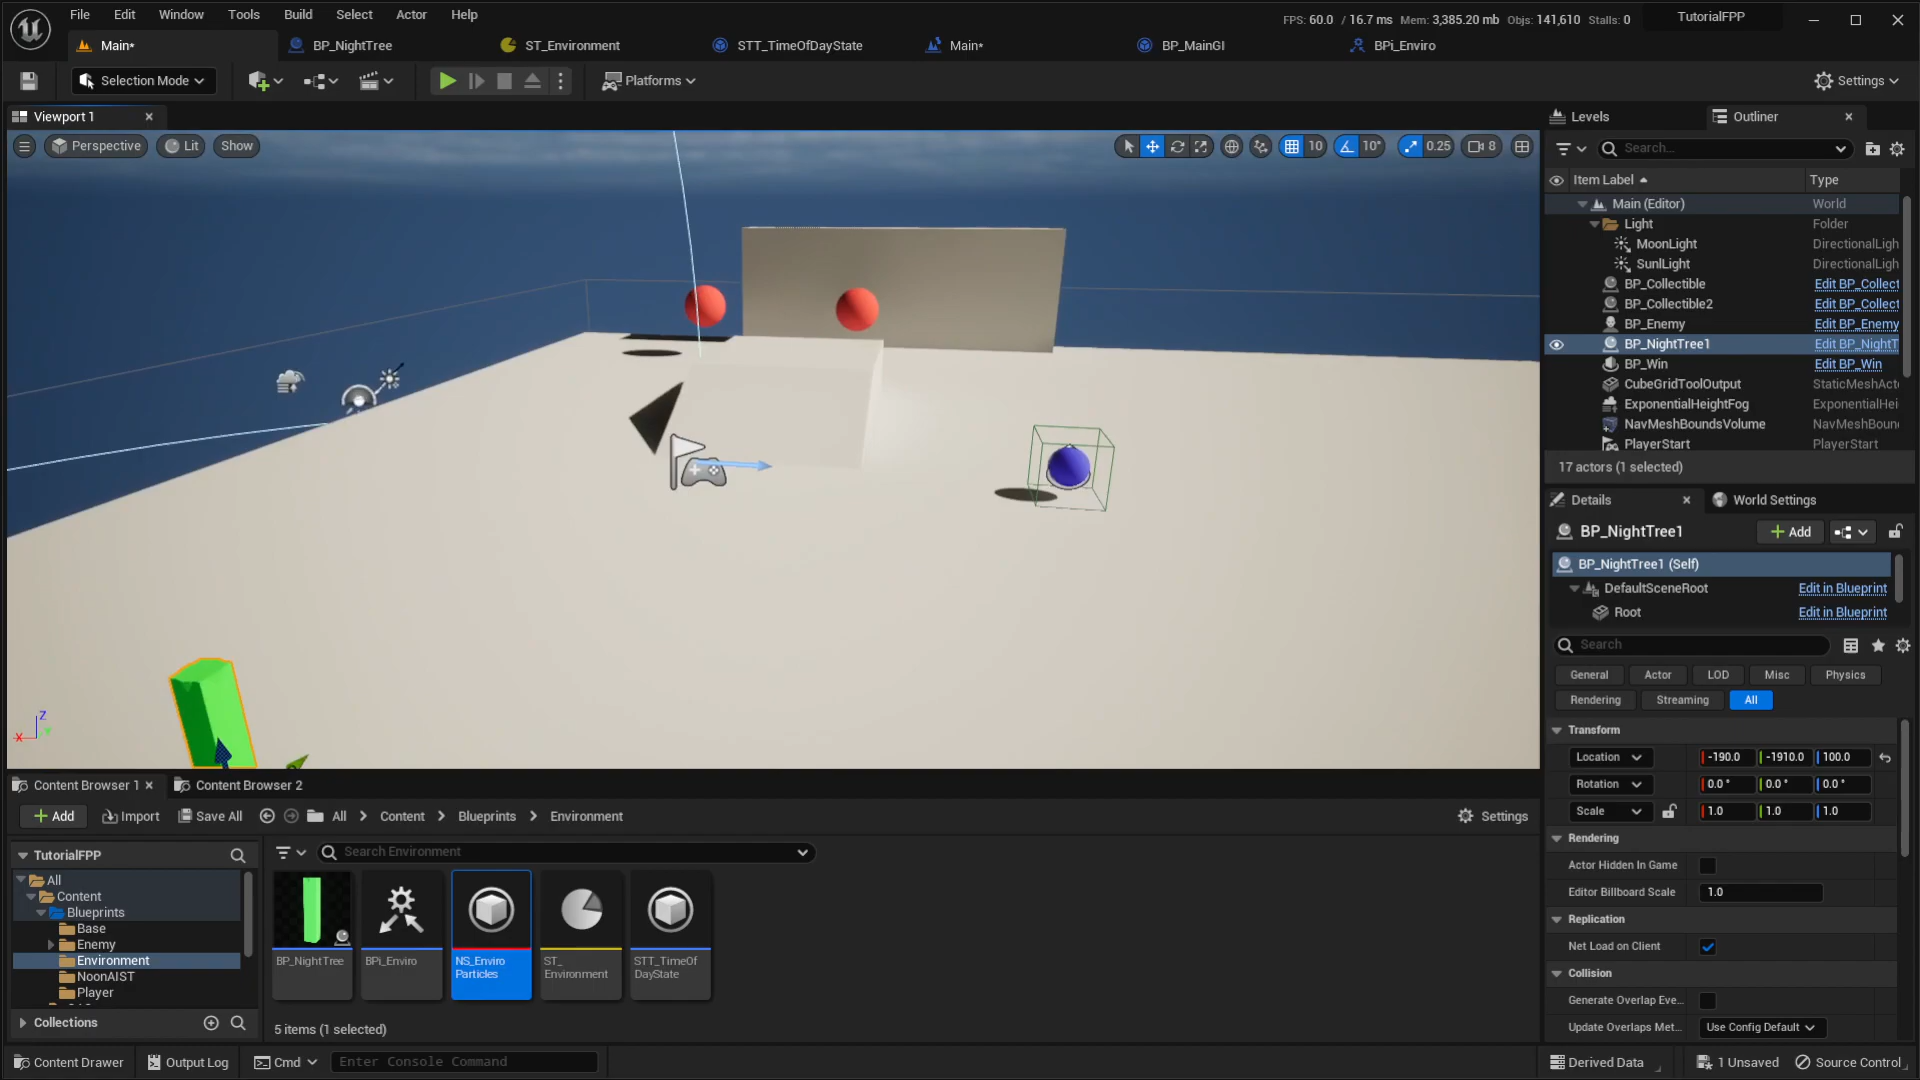 File Edit Window Tools Build Select Actor Help
FPS: 60.0 / 16.7 ms Mem: 3,385.20 mb Objs: 141,610 Stalls: 0
TutorialFPP
Main*
BP_NightTree
ST_Environment
STT_TimeOfDayState
Main*
BP_MainGI
BPi_Enviro
Selection Mode
Platforms
Settings
Viewport 1
Perspective Lit Show
10 10° 0.25 8
Levels
Outliner
Search...
Item Label Type
Main (Editor) World
Light Folder
MoonLight DirectionalLigh
SunlLight DirectionalLigh
BP_Collectible Edit BP_Collect
BP_Collectible2 Edit BP_Collect
BP_Enemy Edit BP_Enemy
BP_NightTree1 Edit BP_NightT
BP_Win Edit BP_Win
CubeGridToolOutput StaticMeshActo
ExponentialHeightFog ExponentialHei
NavMeshBoundsVolume NavMeshBound
PlayerStart PlayerStart
17 actors (1 selected)
Details
World Settings
BP_NightTree1
Add
BP_NightTree1 (Self)
DefaultSceneRoot Edit in Blueprint
Root Edit in Blueprint
Search
General Actor LOD Misc Physics
Rendering Streaming All
Transform
Location -190.0 -1910.0 100.0
Rotation 0.0 ° 0.0 ° 0.0 °
Scale 1.0 1.0 1.0
Rendering
Actor Hidden In Game
Editor Billboard Scale 1.0
Replication
Net Load on Client
Collision
Generate Overlap Eve...
Update Overlaps Met... Use Config Default
Z
X
Y
Content Browser 1
Content Browser 2
Add Import Save All All Content Blueprints Environment
Settings
TutorialFPP
Search Environment
All
Content
Blueprints
Base
Enemy
Environment
NoonAIST
Player
Collections
BP_NightTree
BPi_Enviro
NS_Enviro
Particles
ST_
Environment
STT_TimeOf
DayState
5 items (1 selected)
Content Drawer Output Log Cmd Enter Console Command
Derived Data 1 Unsaved Source Control